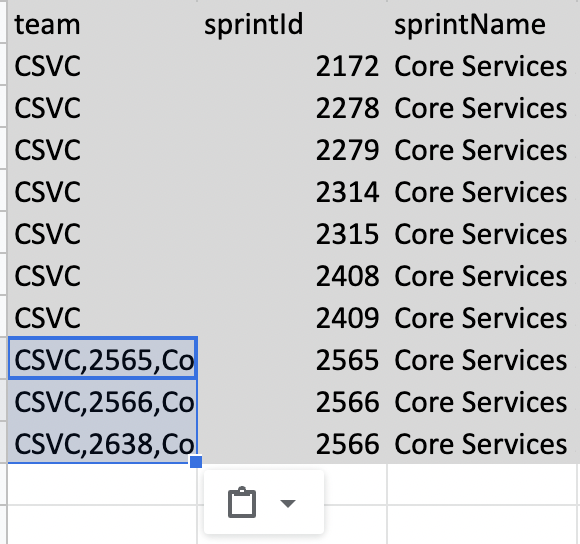 team sprintId sprintName
CSVC 2172 Core Services
CSVC 2278 Core Services
CSVC 2279 Core Services
CSVC 2314 Core Services
CSVC 2315 Core Services
CSVC 2408 Core Services
CSVC 2409 Core Services
CSVC,2565,Co 2565 Core Services
CSVC,2566,Co 2566 Core Services
CSVC,2638,Co 2566 Core Services